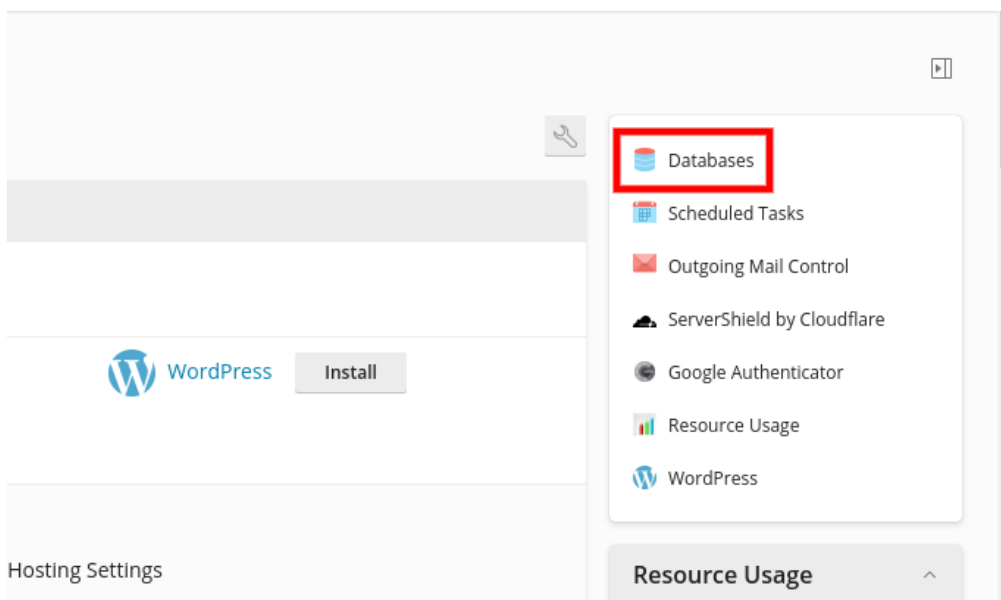 Databases
Scheduled Tasks
Outgoing Mail Control
ServerShield by Cloudflare
WordPress
Install
Google Authenticator
Resource Usage
WordPress
Hosting Settings
Resource Usage